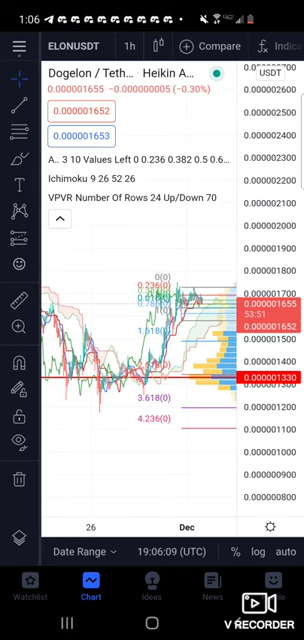 1:06
ELONUSDT 1h Compare Indic
Dogelon / Teth... · Heikin A...
USDT
0.000001655 −0.000000005 (−0.30%)
0.000001652
0.000001653
A.. 3 10 Values Left 0 0.236 0.382 0.5 0.6...
Ichimoku 9 26 52 26
VPVR Number Of Rows 24 Up/Down 70
0.000002600
0.000002500
0.000002400
0.000002300
0.000002200
0.000002100
0.000002000
0.000001900
0.000001800
0.000001700
0.000001655
53:51
0.000001652
0.000001500
0.000001400
0.000001330
0.000001200
0.000001100
0.000001000
0.000000900
0.000000800
0(0)
0.236(0)
0.618(0)
1.618(0)
3.618(0)
4.236(0)
26 Dec
Date Range 19:06:09 (UTC) % log auto
Watchlist Chart Ideas News
V RECORDER